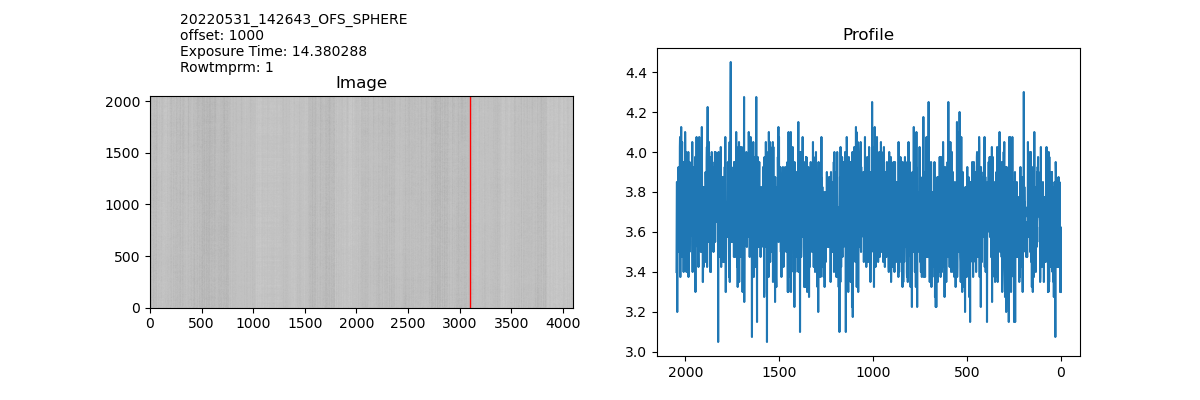 20220531_142643_OFS_SPHERE
offset: 1000
Exposure Time: 14.380288
Rowtmprm: 1
Image
2000
1500
1000
500
0
0 500 1000 1500 2000 2500 3000 3500 4000
Profile
4.4
4.2
4.0
3.8
3.6
3.4
3.2
3.0
2000 1500 1000 500 0